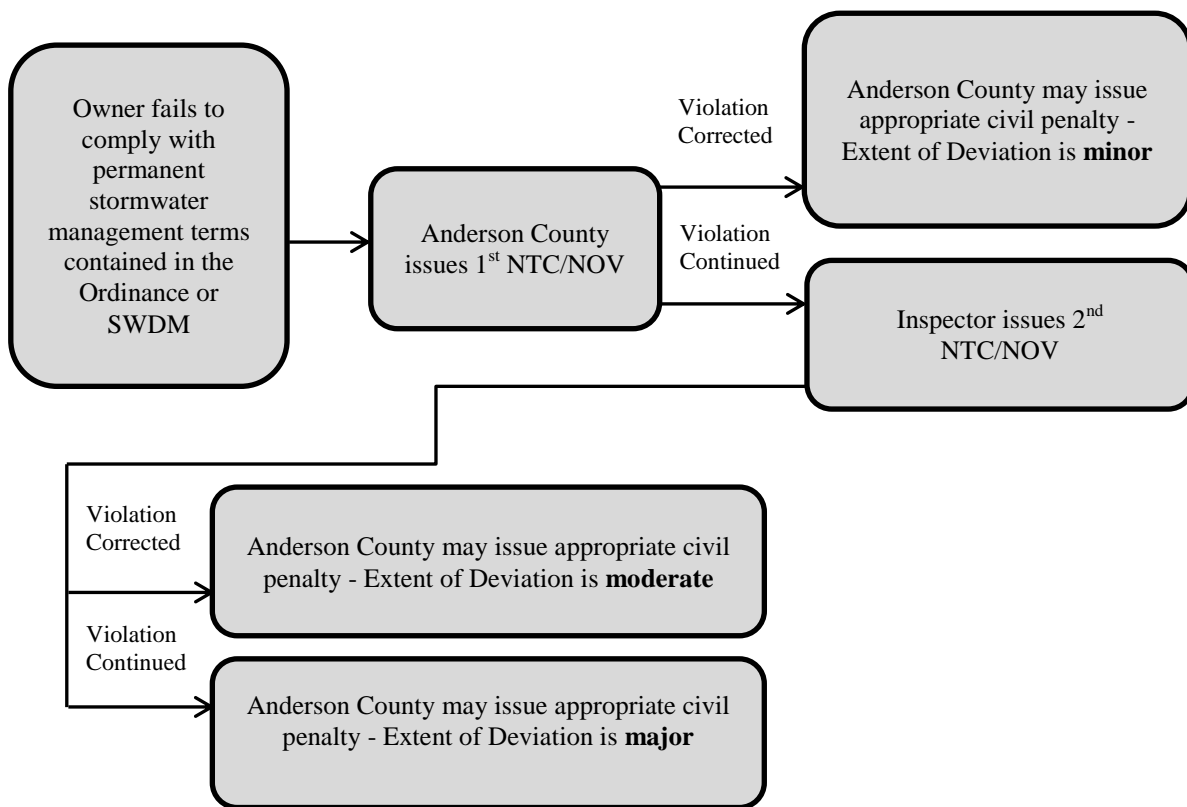 Owner fails to
comply with
permanent
stormwater
management terms
contained in the
Ordinance or
SWDM
Anderson County
issues 1st NTC/NOV
Violation
Corrected
Anderson County may issue
appropriate civil penalty -
Extent of Deviation is minor
Violation
Continued
Inspector issues 2nd
NTC/NOV
Violation
Corrected
Anderson County may issue appropriate civil
penalty - Extent of Deviation is moderate
Violation
Continued
Anderson County may issue appropriate civil
penalty - Extent of Deviation is major